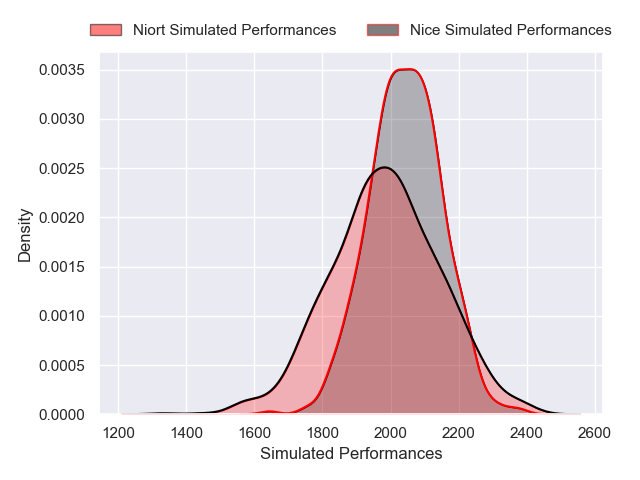 Niort Simulated Performances Nice Simulated Performances
0.0035
0.0030
0.0025
0.0020
0.0015
0.0010
0.0005
0.0000
Density
1200 1400 1600 1800 2000 2200 2400 2600
Simulated Performances